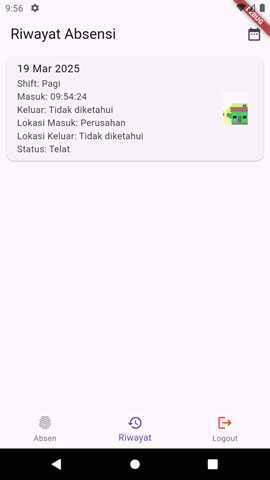 9:56
DEBUG
Riwayat Absensi
19 Mar 2025
Shift: Pagi
Masuk: 09:54:24
Keluar: Tidak diketahui
Lokasi Masuk: Perusahan
Lokasi Keluar: Tidak diketahui
Status: Telat
Absen
Riwayat
Logout